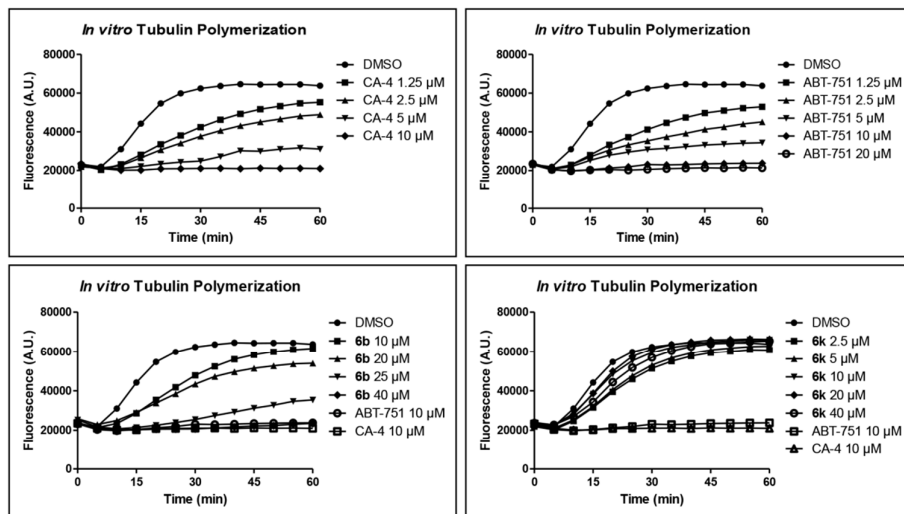 In vitro Tubulin Polymerization
80000
60000
40000
20000
0
0
15
30
45
60
Fluorescence (A.U.)
Time (min)
DMSO
CA-4 1.25 µM
CA-4 2.5 µM
CA-4 5 µM
CA-4 10 µM
In vitro Tubulin Polymerization
80000
60000
40000
20000
0
0
15
30
45
60
Fluorescence (A.U.)
Time (min)
DMSO
ABT-751 1.25 µM
ABT-751 2.5 µM
ABT-751 5 µM
ABT-751 10 µM
ABT-751 20 µM
In vitro Tubulin Polymerization
80000
60000
40000
20000
0
0
15
30
45
60
Fluorescence (A.U.)
Time (min)
DMSO
6b 10 µM
6b 20 µM
6b 25 µM
6b 40 µM
ABT-751 10 µM
CA-4 10 µM
In vitro Tubulin Polymerization
80000
60000
40000
20000
0
0
15
30
45
60
Fluorescence (A.U.)
Time (min)
DMSO
6k 2.5 µM
6k 5 µM
6k 10 µM
6k 20 µM
6k 40 µM
ABT-751 10 µM
CA-4 10 µM